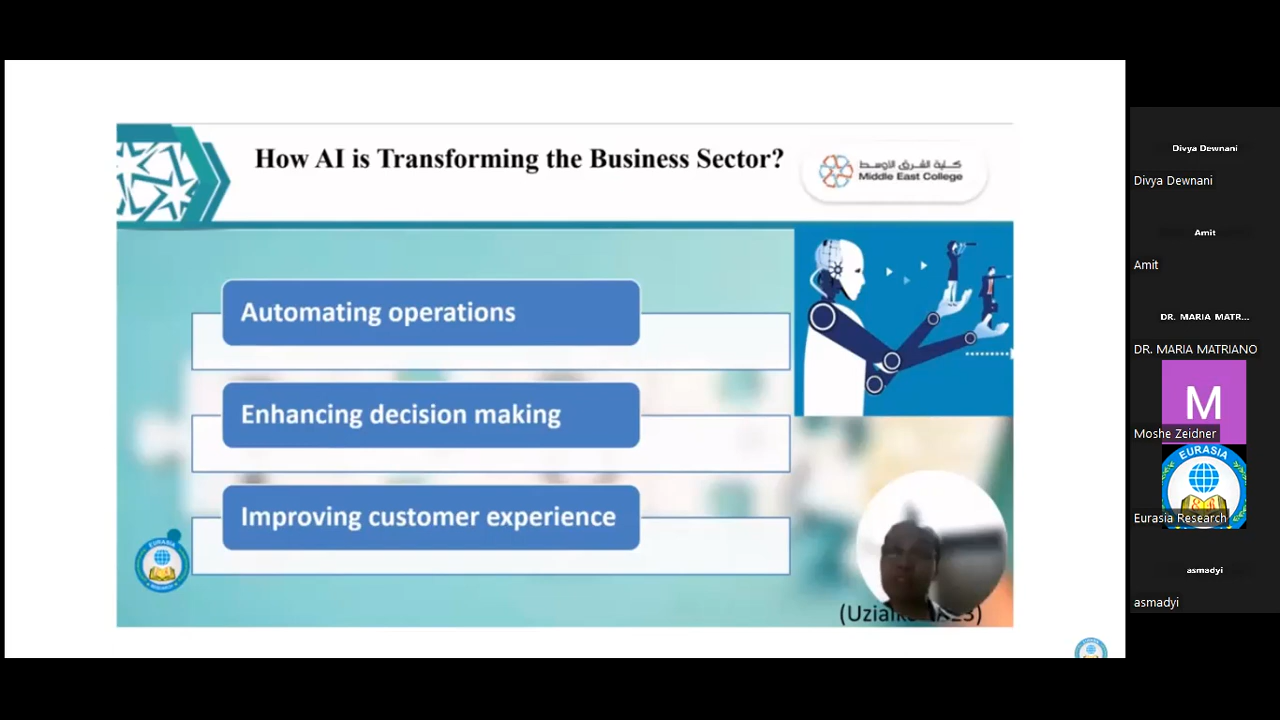 How AI is Transforming the Business Sector?
كلية الشرق الأوسط
Middle East College
Automating operations
Enhancing decision making
Improving customer experience
EURASIA
RESEARCH
Divya Dewnani
Divya Dewnani
Amit
Amit
DR. MARIA MATR...
DR. MARIA MATRIANO
M
Moshe Zeidner
EURASIA
Eurasia Research
asmadyi
asmadyi